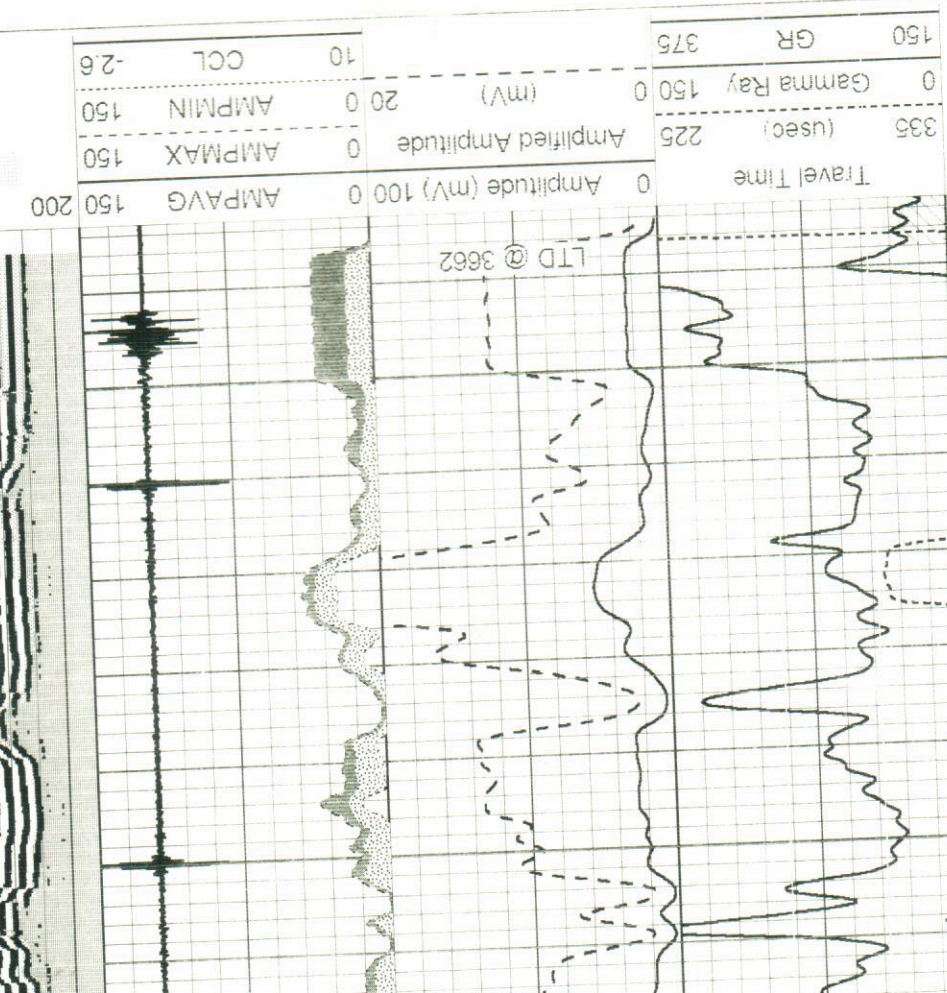 LTD @ 3662
Travel Time
335 (usec) 225
0 Gamma Ray 150
150 GR 375
0 Amplitude (mV) 100
Amplified Amplitude
0 (mV) 20
0 AMPAVG 150
0 AMPMAX 150
0 AMPMIN 150
10 CCL -2.6
200